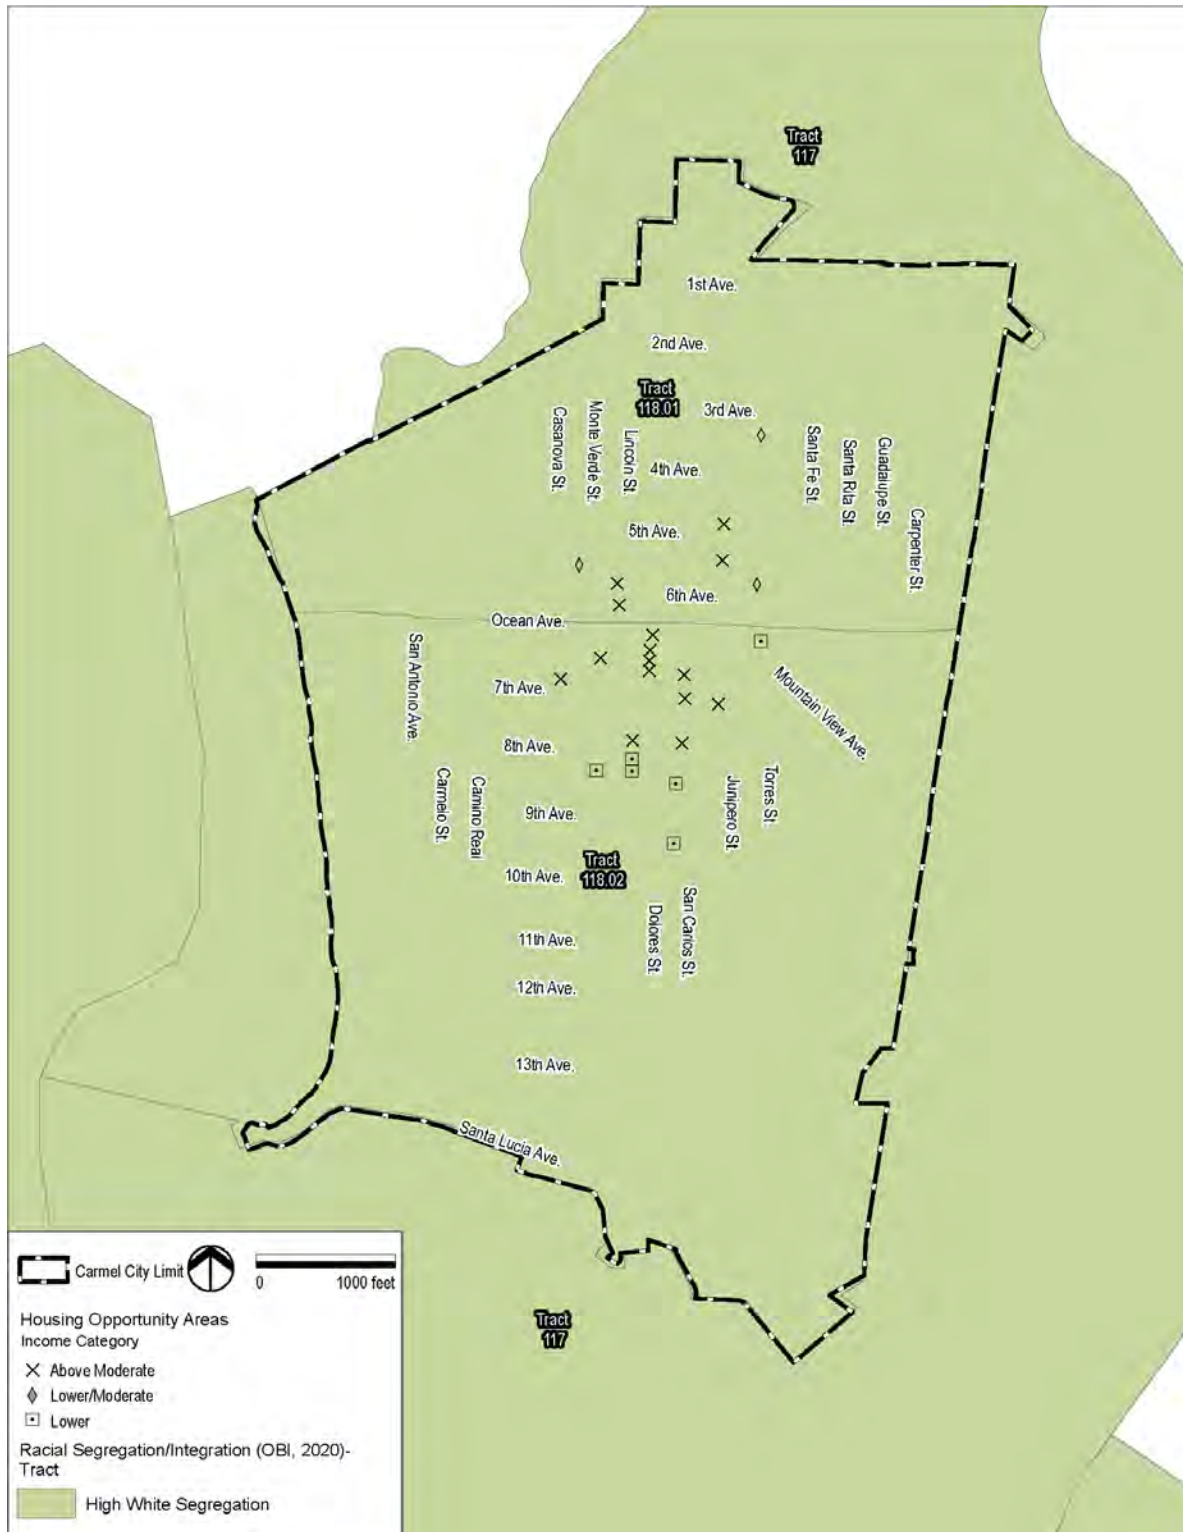 Tract
117
1st Ave.
2nd Ave.
Tract
118.01
3rd Ave.
Casanova St.
Monte Verde St.
Lincoln St.
4th Ave.
Santa Fe St.
Santa Rita St.
Guadalupe St.
Carpenter St.
5th Ave.
6th Ave.
Ocean Ave.
San Antonio Ave.
7th Ave.
Mountain View Ave.
8th Ave.
Carmelo St.
Camino Real
Junipero St.
Torres St.
9th Ave.
Tract
118.02
10th Ave.
Dolores St.
San Carlos St.
11th Ave.
12th Ave.
13th Ave.
Santa Lucia Ave.
Tract
117
Carmel City Limit
0 1000 feet
Housing Opportunity Areas
Income Category
Above Moderate
Lower/Moderate
Lower
Racial Segregation/Integration (OBI, 2020)-
Tract
High White Segregation